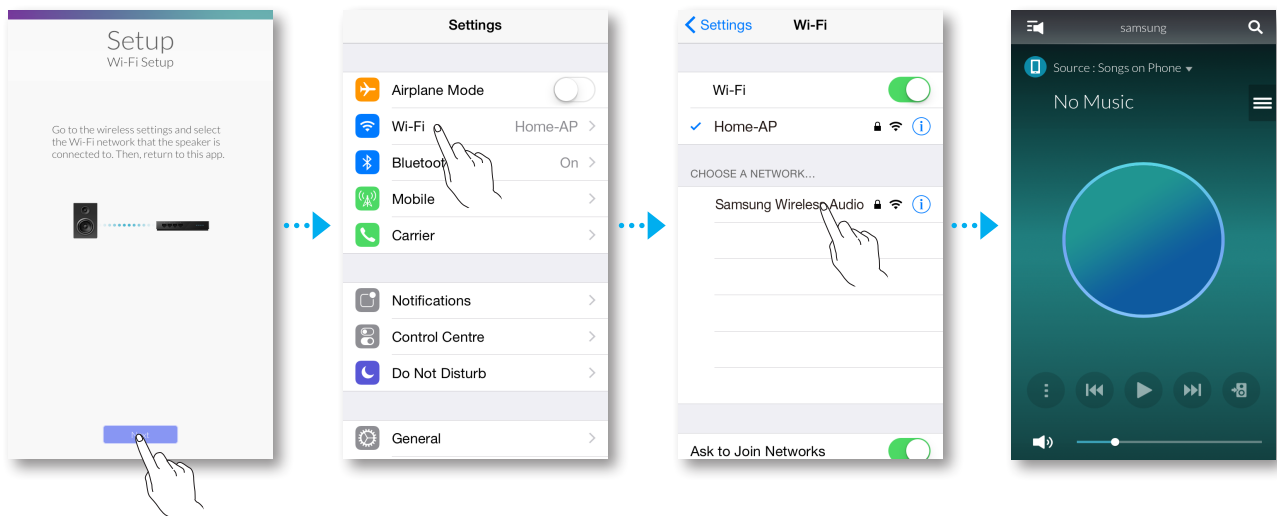 Setup
Wi-Fi Setup
Go to the wireless settings and select
the Wi-Fi network that the speaker is
connected to. Then, return to this app.
Settings
Airplane Mode
Wi-Fi
Home-AP
On
Mobile
Carrier
Notifications
Control Centre
Do Not Disturb
General
Settings
Wi-Fi
Wi-Fi
Home-AP
CHOOSE A NETWORK...
Samsung Wireless Audio
Ask to Join Networks
samsung
Source : Songs on Phone
No Music